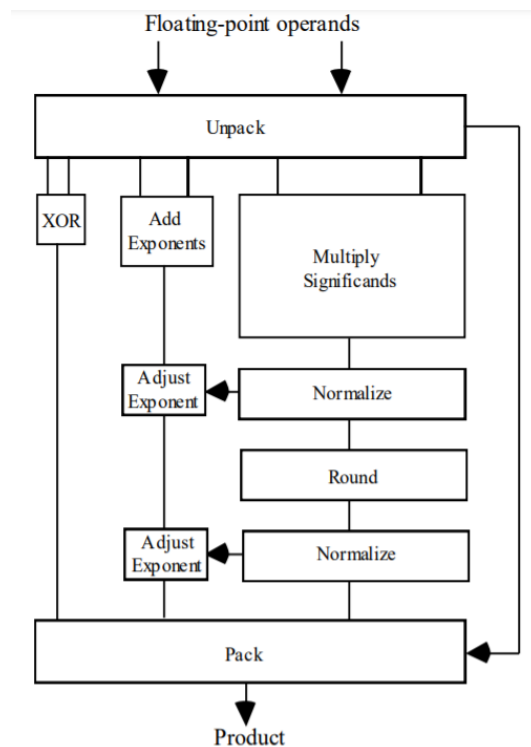 Floating-point operands
Unpack
XOR
Add
Exponents
Multiply
Significands
Adjust
Exponent
Normalize
Round
Adjust
Exponent
Normalize
Pack
Product